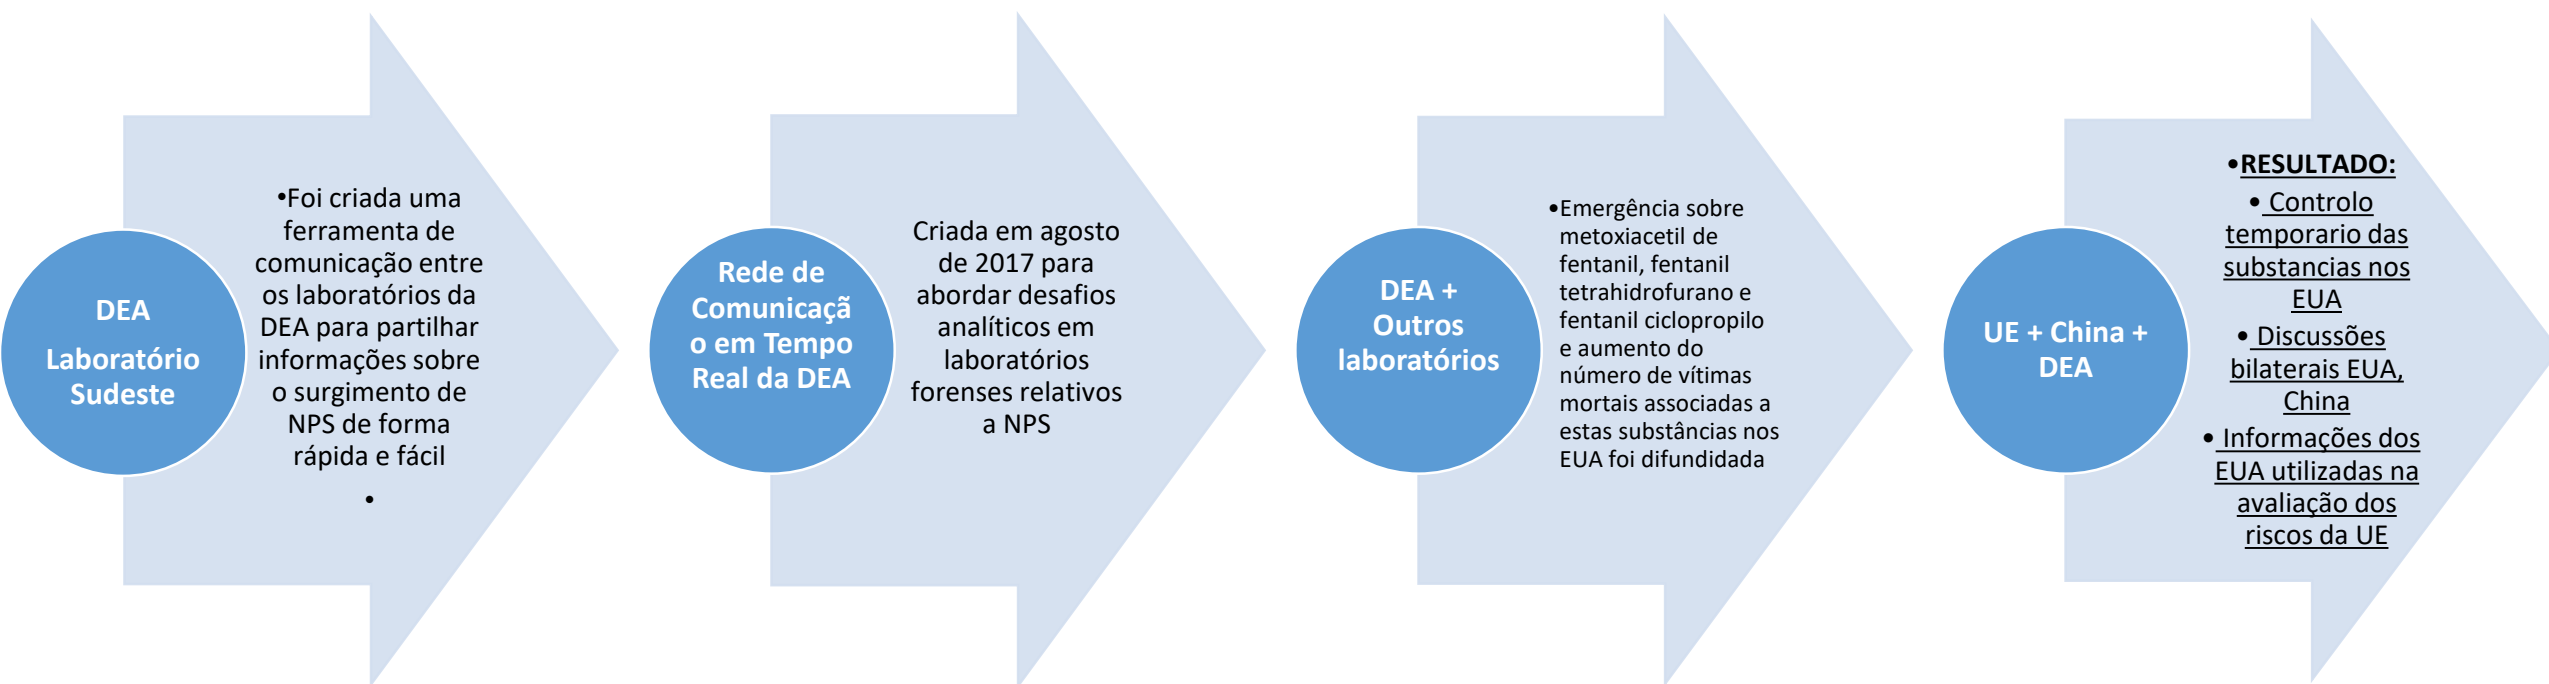 DEA
Laboratório
Sudeste
•Foi criada uma
ferramenta de
comunicação entre
os laboratórios da
DEA para partilhar
informações sobre
o surgimento de
NPS de forma
rápida e fácil
•
Rede de
Comunicaçã
o em Tempo
Real da DEA
Criada em agosto
de 2017 para
abordar desafios
analíticos em
laboratórios
forenses relativos
a NPS
DEA +
Outros
laboratórios
•Emergência sobre
metoxiacetil de
fentanil, fentanil
tetrahidrofurano e
fentanil ciclopropilo
e aumento do
número de vítimas
mortais associadas a
estas substâncias nos
EUA foi difundidada
UE + China +
DEA
•RESULTADO:
• Controlo
temporario das
substancias nos
EUA
• Discussões
bilaterais EUA,
China
• Informações dos
EUA utilizadas na
avaliação dos
riscos da UE